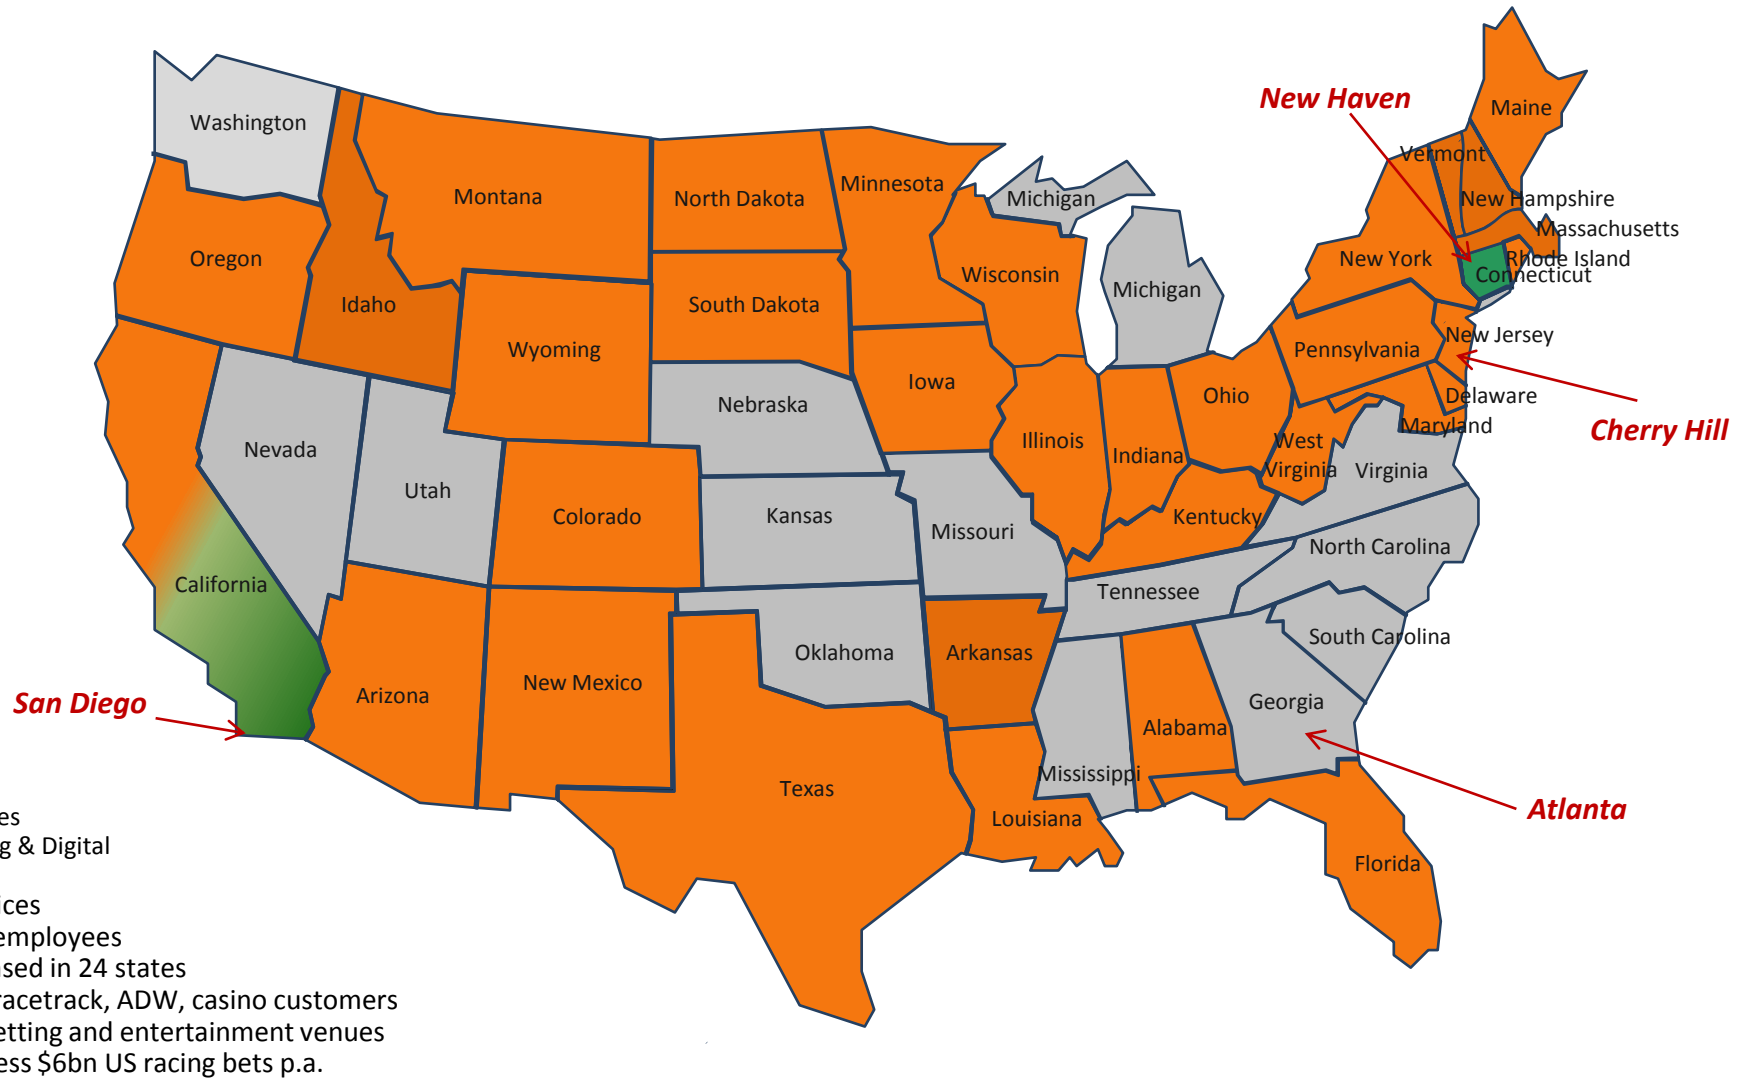 Washington
Oregon
Idaho
Montana
North Dakota
Minnesota
Michigan
New Haven
Maine
Vermont
New Hampshire
Massachusetts
Rhode Island
Connecticut
New York
Wisconsin
Michigan
South Dakota
Wyoming
Iowa
Nebraska
Illinois
Indiana
Ohio
Pennsylvania
New Jersey
Delaware
Maryland
Cherry Hill
West
Virginia
Virginia
Kentucky
Nevada
Utah
Colorado
Kansas
Missouri
North Carolina
Tennessee
South Carolina
California
San Diego
Arizona
New Mexico
Oklahoma
Arkansas
Georgia
Alabama
Mississippi
Texas
Louisiana
Atlanta
Florida
es
g & Digital
ices
employees
sed in 24 states
racetrack, ADW, casino customers
etting and entertainment venues
ess $6bn US racing bets p.a.